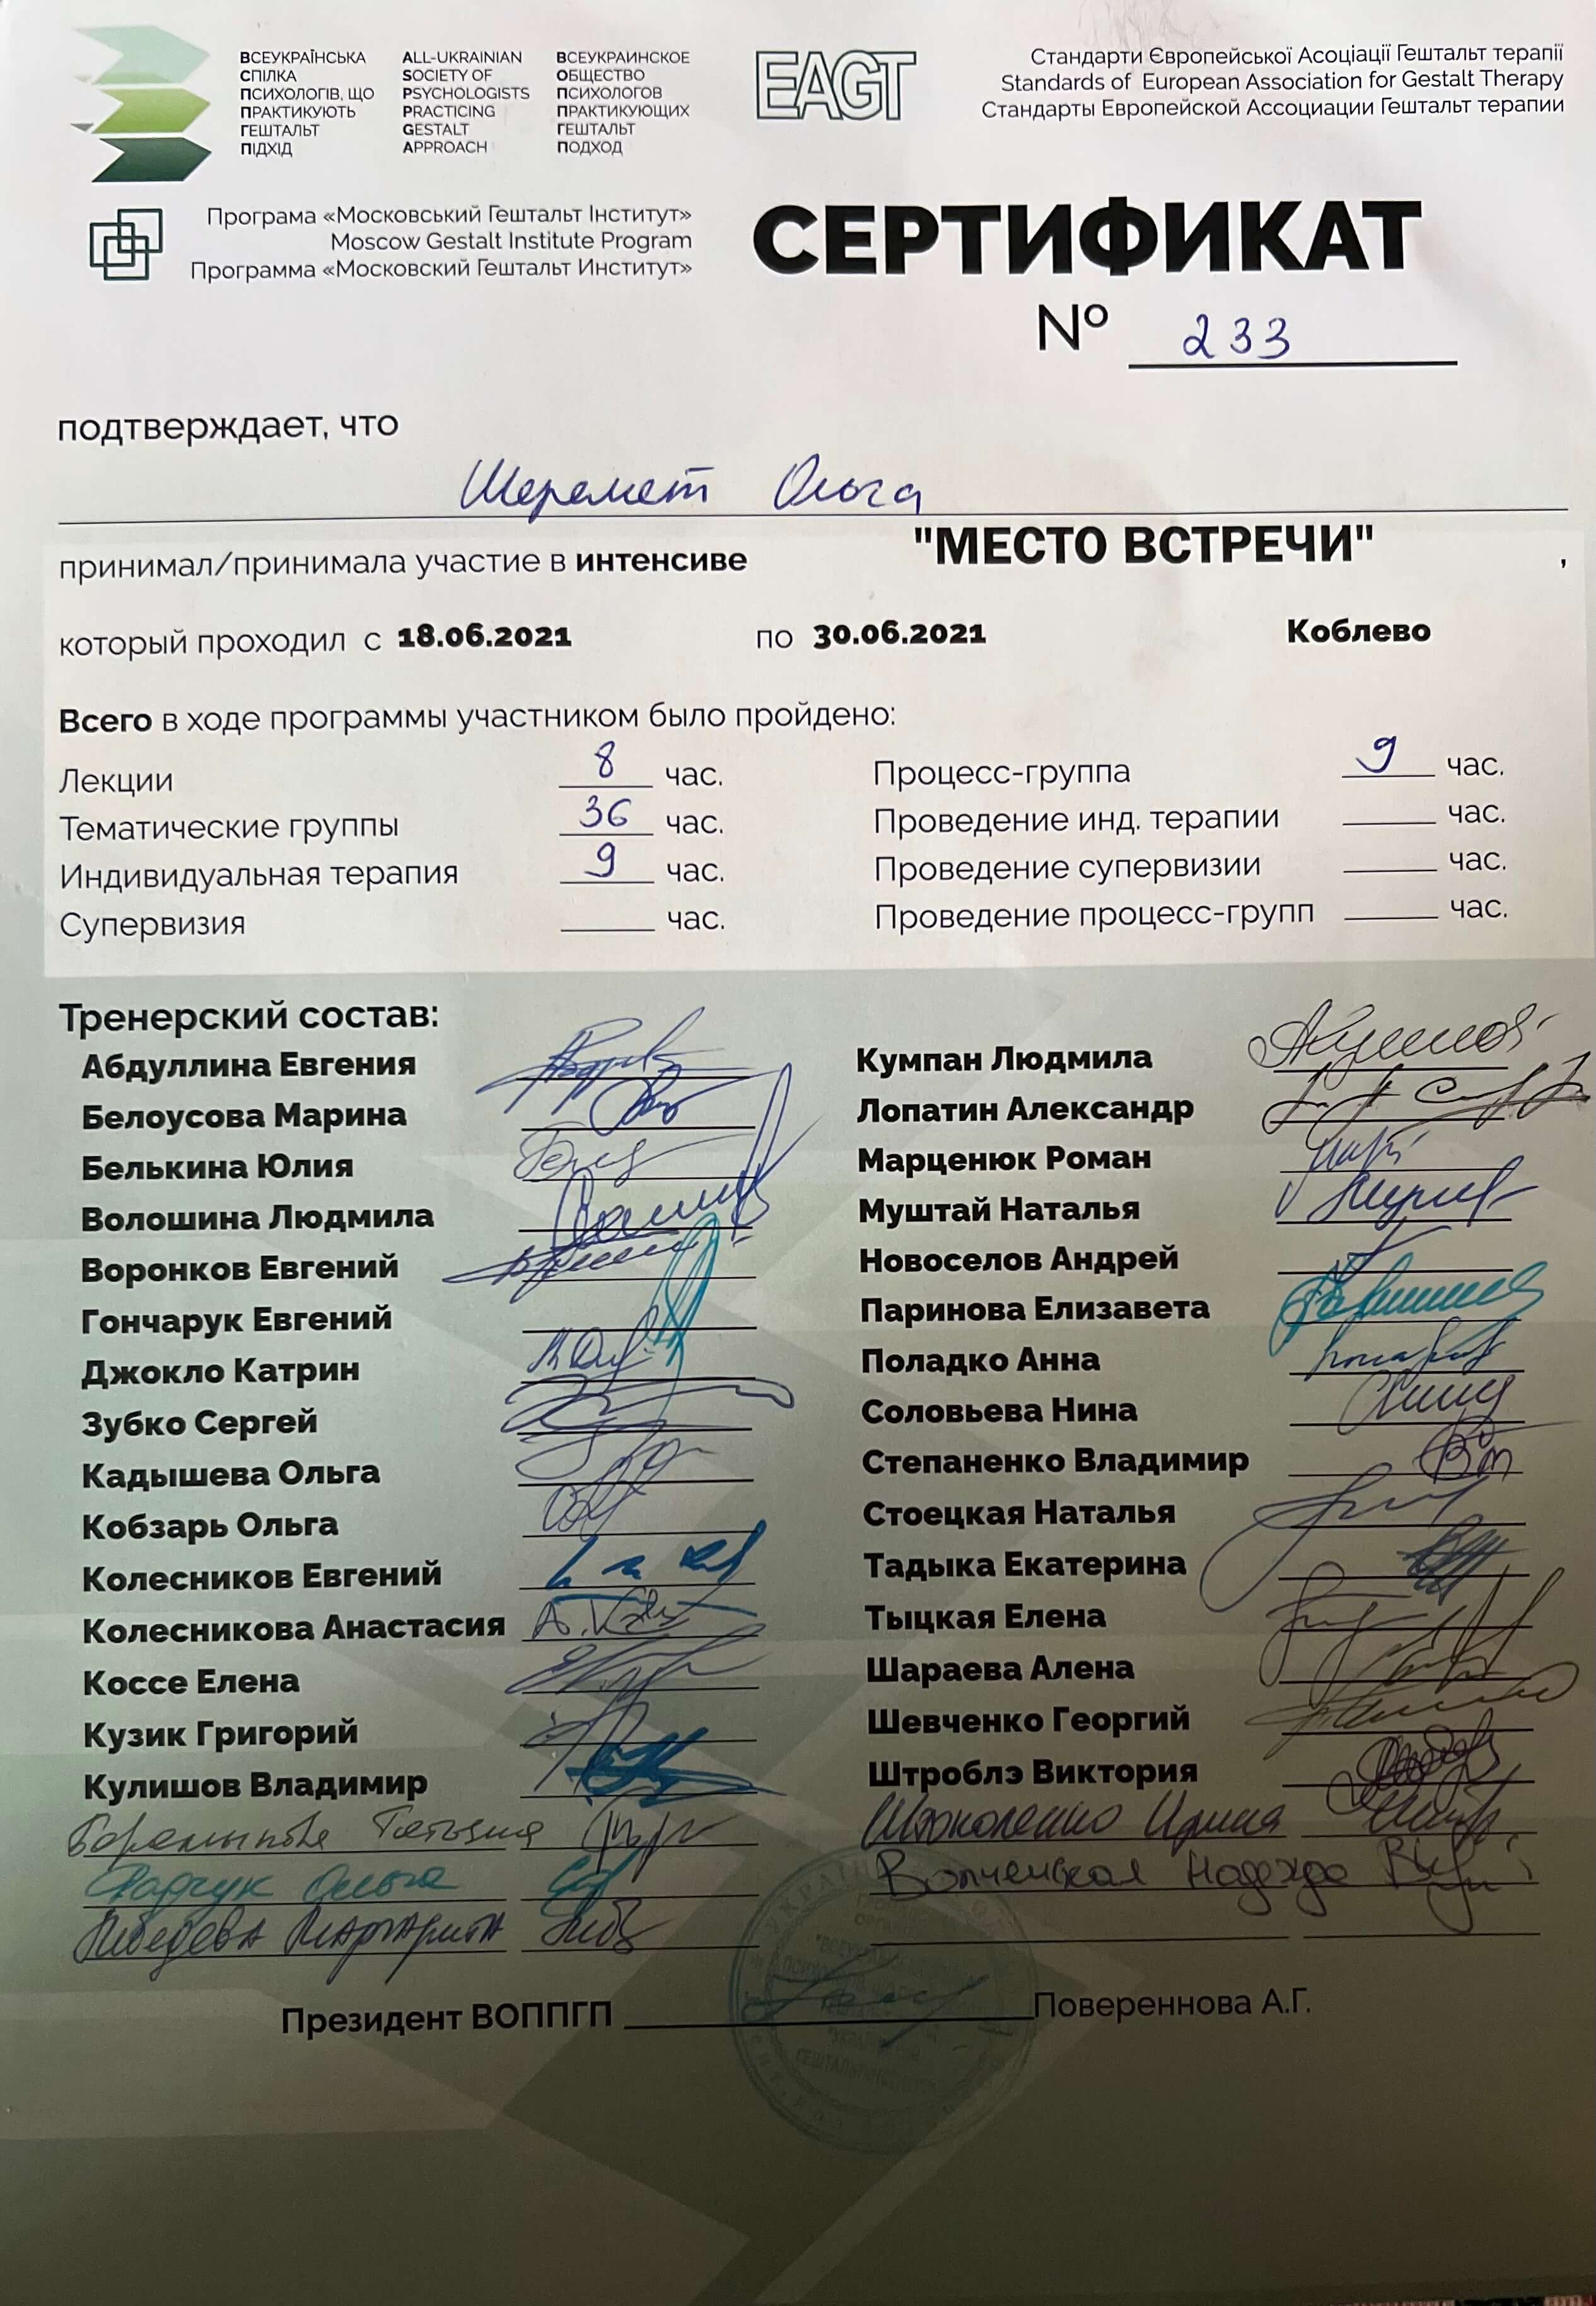 ВСЕУКРАЇНСЬКА
СПІЛКА
ПСИХОЛОГІВ, ЩО
ПРАКТИКУЮТЬ
ГЕШТАЛЬТ
ПІДХІД
ALL-UKRAINIAN
SOCIETY OF
PSYCHOLOGISTS
PRACTICING
GESTALT
APPROACH
ВСЕУКРАИНСКОЕ
ОБЩЕСТВО
ПСИХОЛОГОВ
ПРАКТИКУЮЩИХ
ГЕШТАЛЬТ
ПОДХОД
EAGT
Стандарти Європейської Асоціації Гештальт терапії
Standards of European Association for Gestalt Therapy
Стандарты Европейской Ассоциации Гештальт терапии
Програма «Московський Гештальт Інститут»
Moscow Gestalt Institute Program
Программа «Московский Гештальт Институт»
СЕРТИФИКАТ
№ 233
подтверждает, что
Шеремет Ольга
принимал/принимала участие в интенсиве "МЕСТО ВСТРЕЧИ" ,
который проходил с 18.06.2021 по 30.06.2021 Коблево
Всего в ходе программы участником было пройдено:
Лекции 8 час. Процесс-группа 9 час.
Тематические группы 36 час. Проведение инд. терапии час.
Индивидуальная терапия 9 час. Проведение супервизии час.
Супервизия час. Проведение процесс-групп час.
Тренерский состав:
Абдуллина Евгения Кумпан Людмила
Белоусова Марина Лопатин Александр
Белькина Юлия Марценюк Роман
Волошина Людмила Муштай Наталья
Воронков Евгений Новоселов Андрей
Гончарук Евгений Паринова Елизавета
Джокло Катрин Поладко Анна
Зубко Сергей Соловьева Нина
Кадышева Ольга Степаненко Владимир
Кобзарь Ольга Стоецкая Наталья
Колесников Евгений Тадыка Екатерина
Колесникова Анастасия Тыцкая Елена
Коссе Елена Шараева Алена
Кузик Григорий Шевченко Георгий
Кулишов Владимир Штроблэ Виктория
Татьяна Ирина
Ольга Надежда
Лебедева Маргарита
Президент ВОППГП Повереннова А.Г.